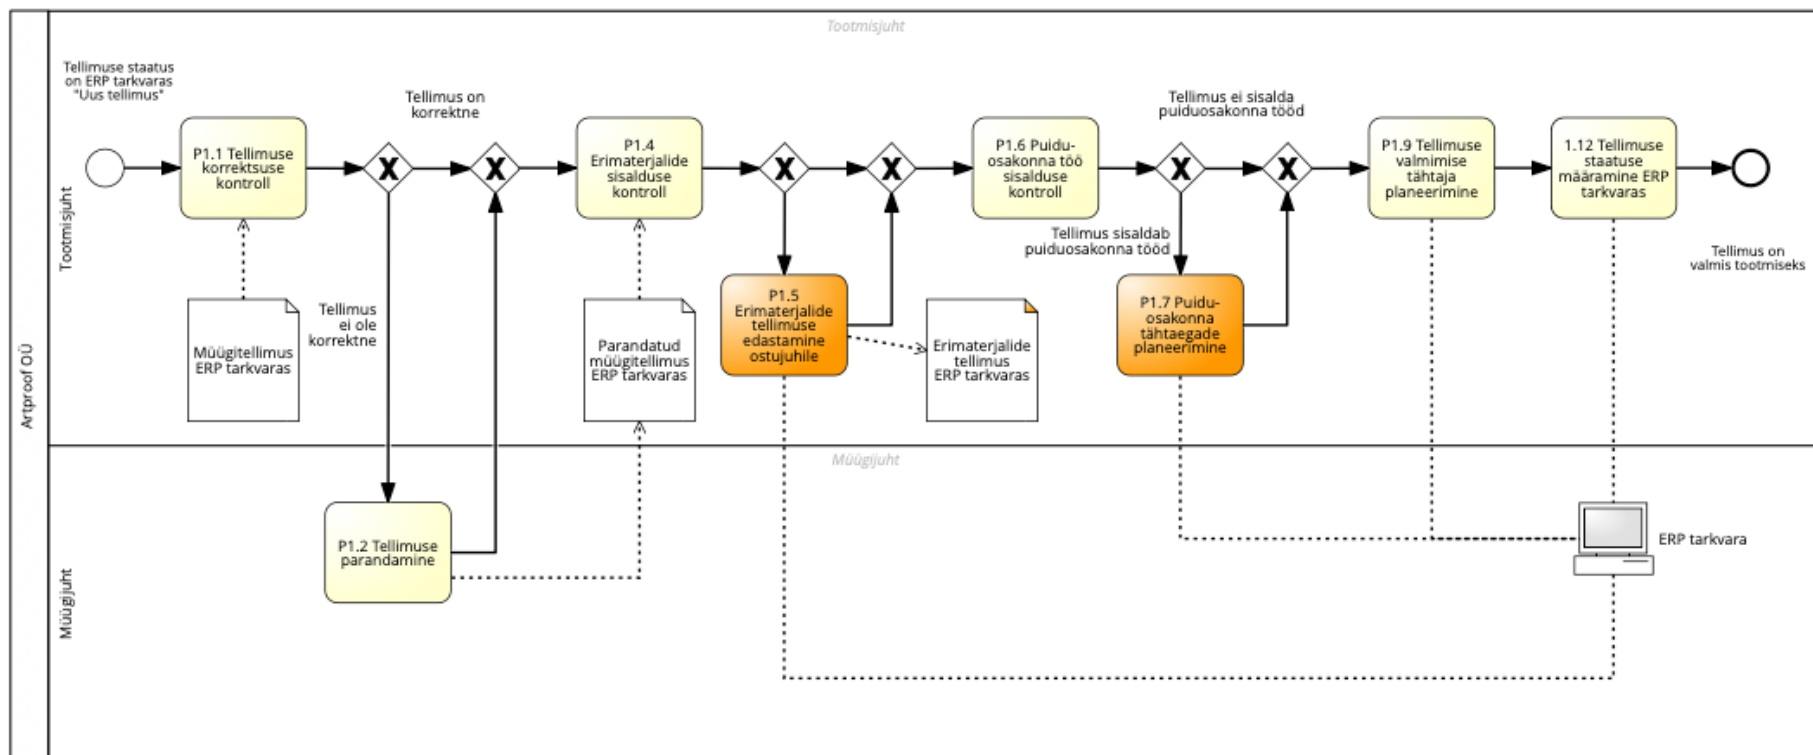 Tootmisjuht
Tellimuse staatus
on ERP tarkvaras
"Uus tellimus"
Tellimus on
korrektne
Tellimus ei sisalda
puiduosakonna tööd
P1.1 Tellimuse
korrektsuse
kontroll
X
X
P1.4
Erimaterjalide
sisalduse
kontroll
X
X
P1.6 Puidu-
osakonna töö
sisalduse
kontroll
X
X
P1.9 Tellimuse
valmimise
tähtaja
planeerimine
1.12 Tellimuse
staatuse
määramine ERP
tarkvaras
Tootmisjuht
Tellimus sisaldab
puiduosakonna tööd
Tellimus on
valmis tootmiseks
Müügitellimus
ERP tarkvaras
Tellimus
ei ole
korrektne
Parandatud
müügitellimus
ERP tarkvaras
P1.5
Erimaterjalide
tellimuse
edastamine
ostujuhile
Erimaterjalide
tellimus
ERP tarkvaras
P1.7 Puidu-
osakonna
tähtaegade
planeerimine
Artproof OÜ
Müügijuht
P1.2 Tellimuse
parandamine
ERP tarkvara
Müügijuht